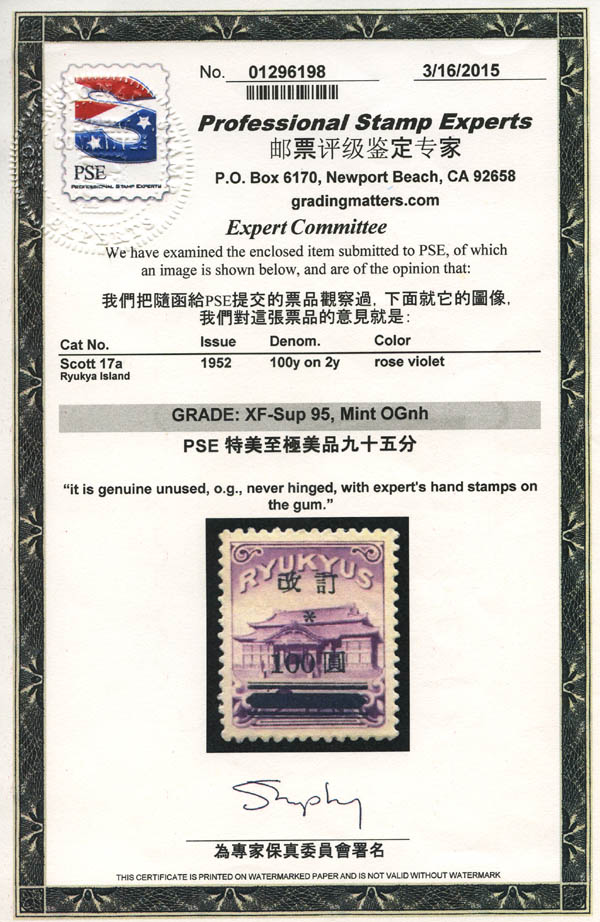 No. 01296198 3/16/2015
PSE
PROFESSIONAL STAMP EXPERTS
EXPERTS
Professional Stamp Experts
邮票评级鉴定专家
P.O. Box 6170, Newport Beach, CA 92658
gradingmatters.com
Expert Committee
We have examined the enclosed item submitted to PSE, of which
an image is shown below, and are of the opinion that:
我們把隨函給PSE提交的票品觀察過, 下面就它的圖像,
我們對這張票品的意見就是:
Cat No. Issue Denom. Color
Scott 17a 1952 100y on 2y rose violet
Ryukya Island
GRADE: XF-Sup 95, Mint OGnh
PSE 特美至極美品九十五分
“it is genuine unused, o.g., never hinged, with expert's hand stamps on
the gum.”
RYUKYUS
改訂
*
100圓
為專家保真委員會署名
THIS CERTIFICATE IS PRINTED ON WATERMARKED PAPER AND IS NOT VALID WITHOUT WATERMARK